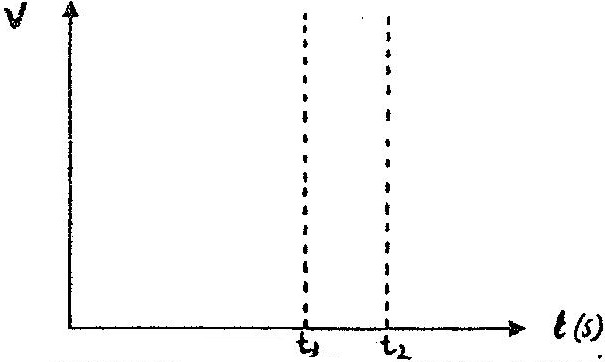 V
t₁ t₂ t(s)